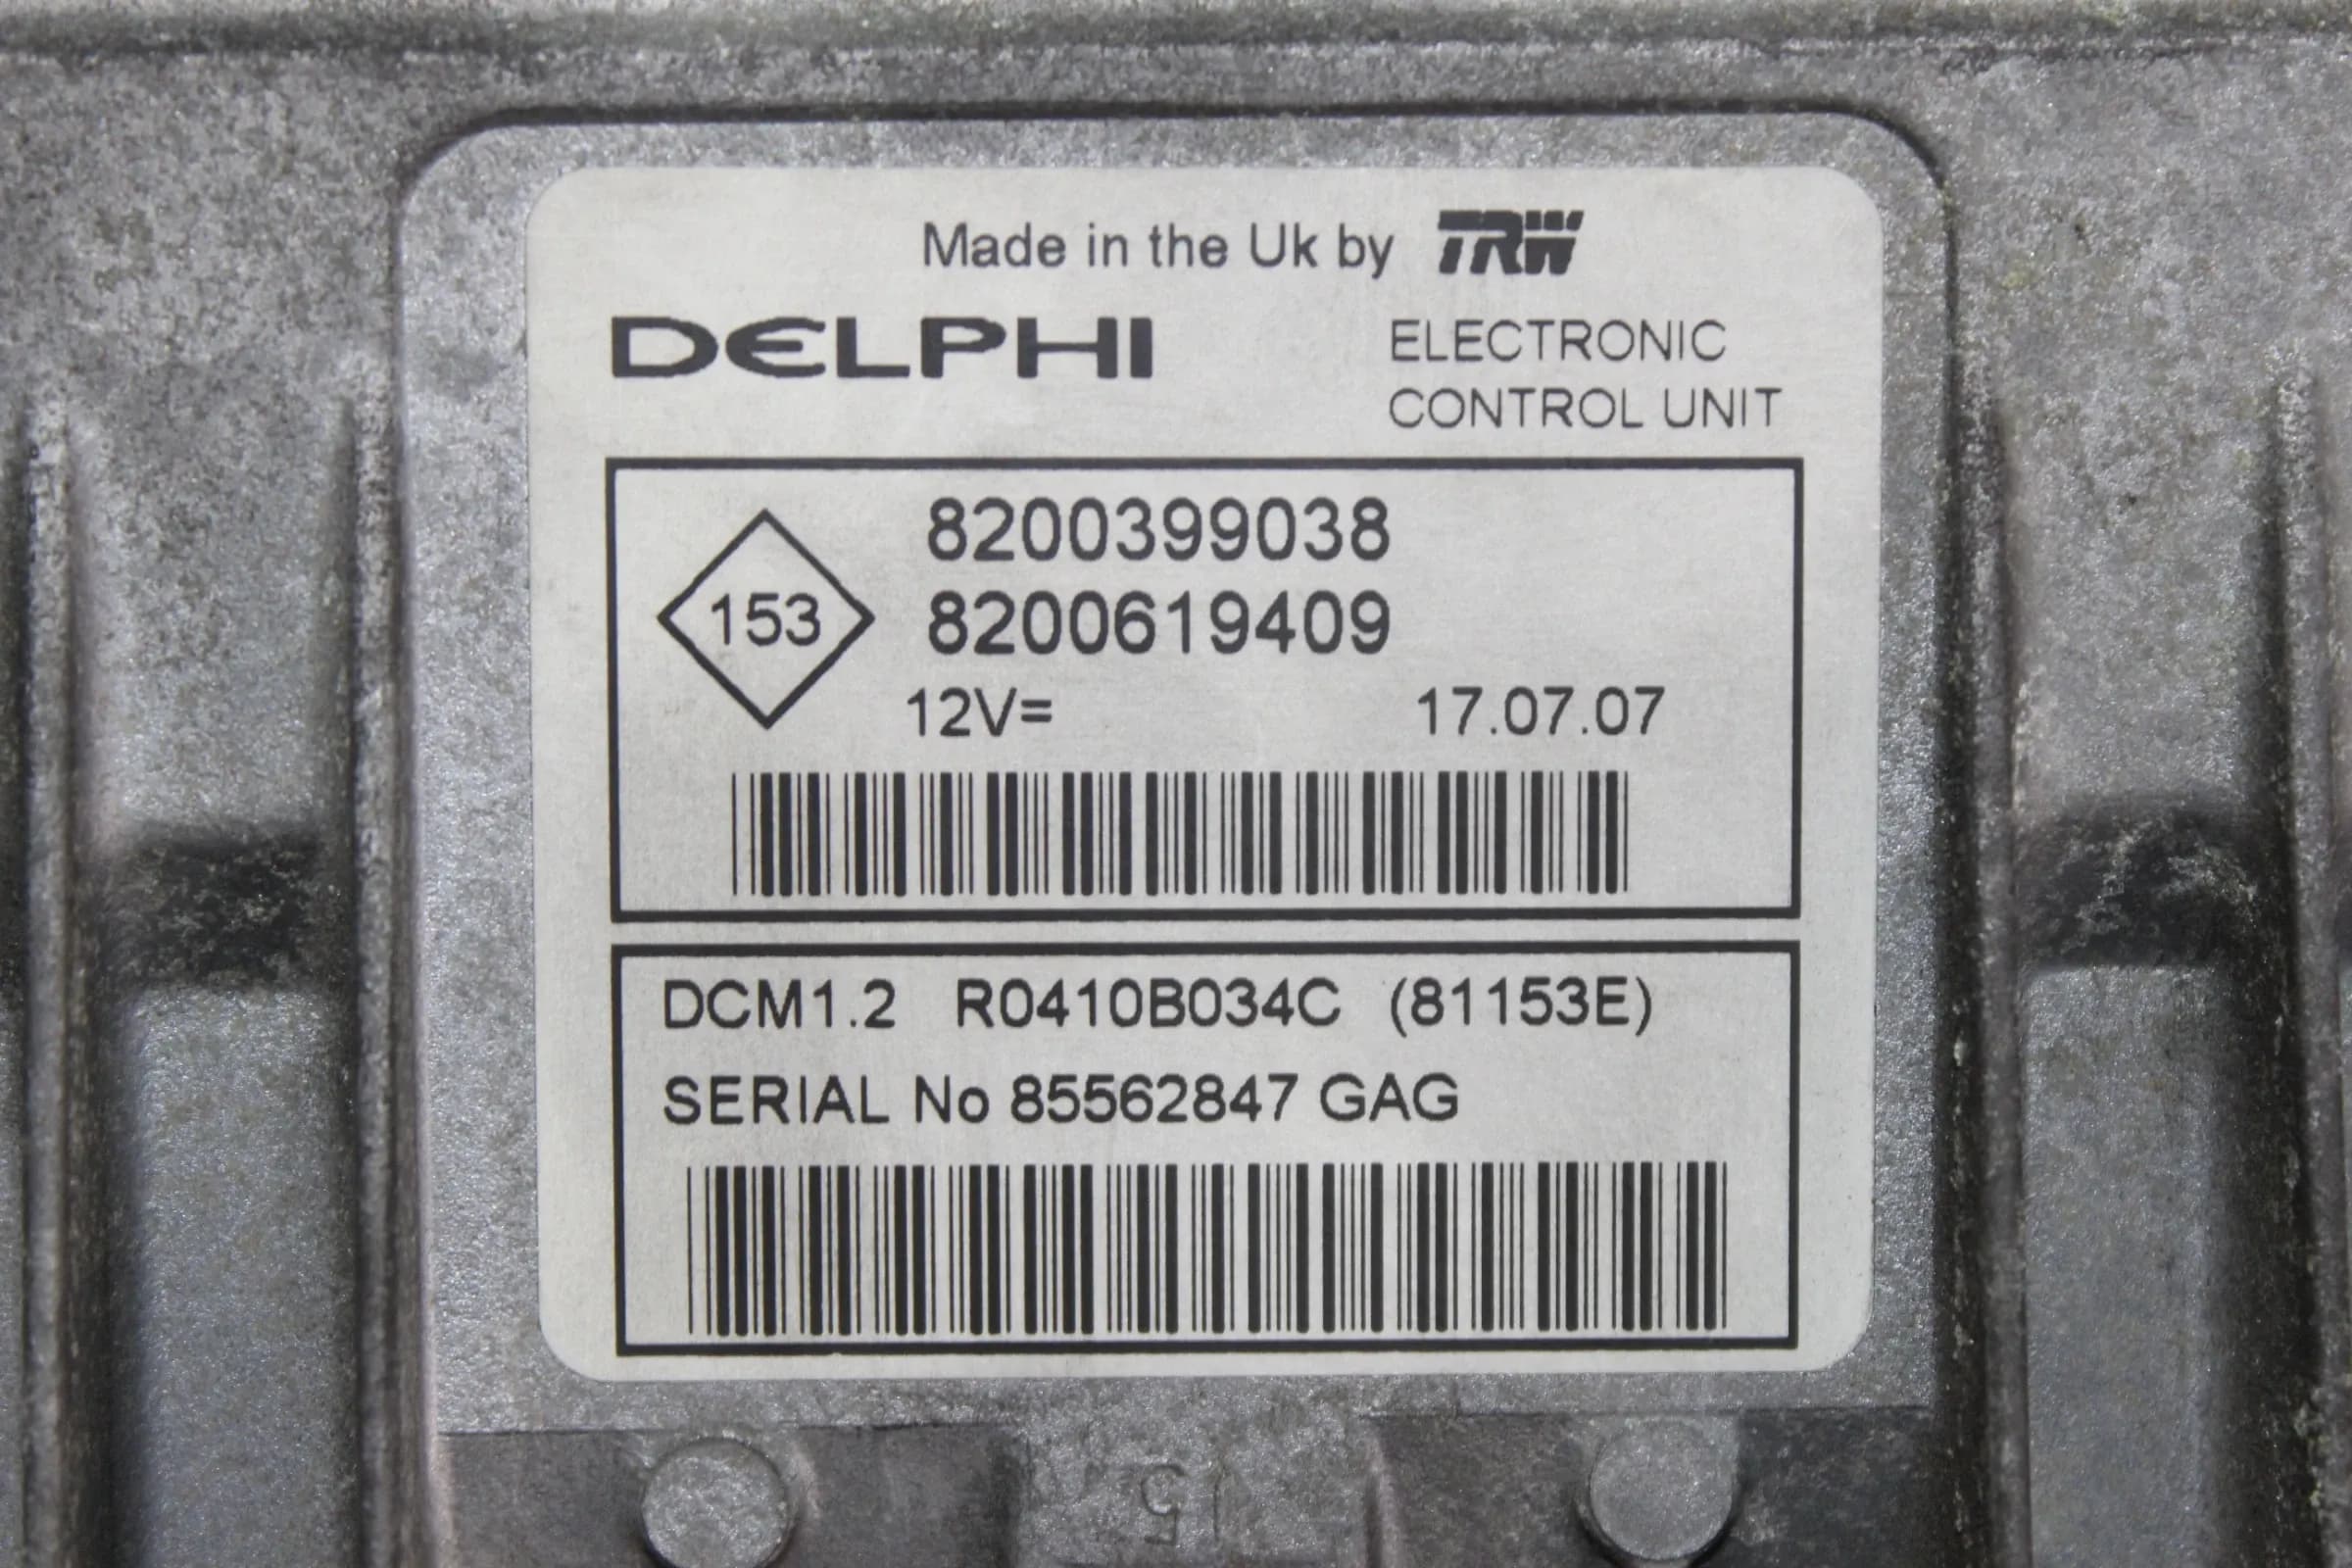 Made in the Uk by TRW
DELPHI
ELECTRONIC
CONTROL UNIT
153
8200399038
8200619409
12V=
17.07.07
DCM1.2 R0410B034C (81153E)
SERIAL No 85562847 GAG